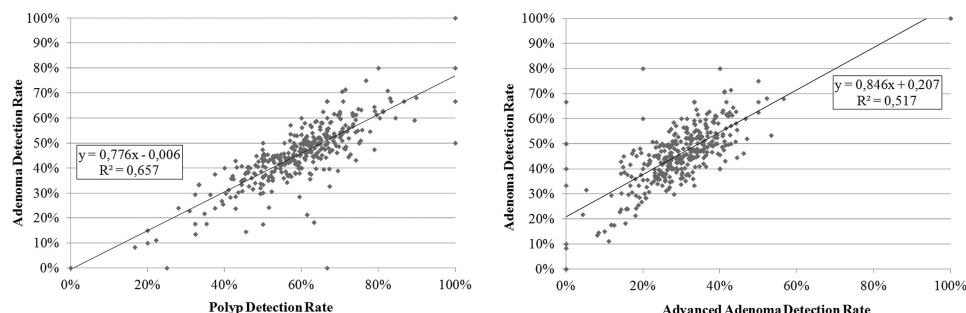 100%
90%
80%
70%
60%
50%
40%
30%
20%
10%
0%
Adenoma Detection Rate
y = 0,776x - 0,006
R² = 0,657
0% 20% 40% 60% 80% 100%
Polyp Detection Rate
100%
90%
80%
70%
60%
50%
40%
30%
20%
10%
0%
Adenoma Detection Rate
y = 0,846x + 0,207
R² = 0,517
0% 20% 40% 60% 80% 100%
Advanced Adenoma Detection Rate